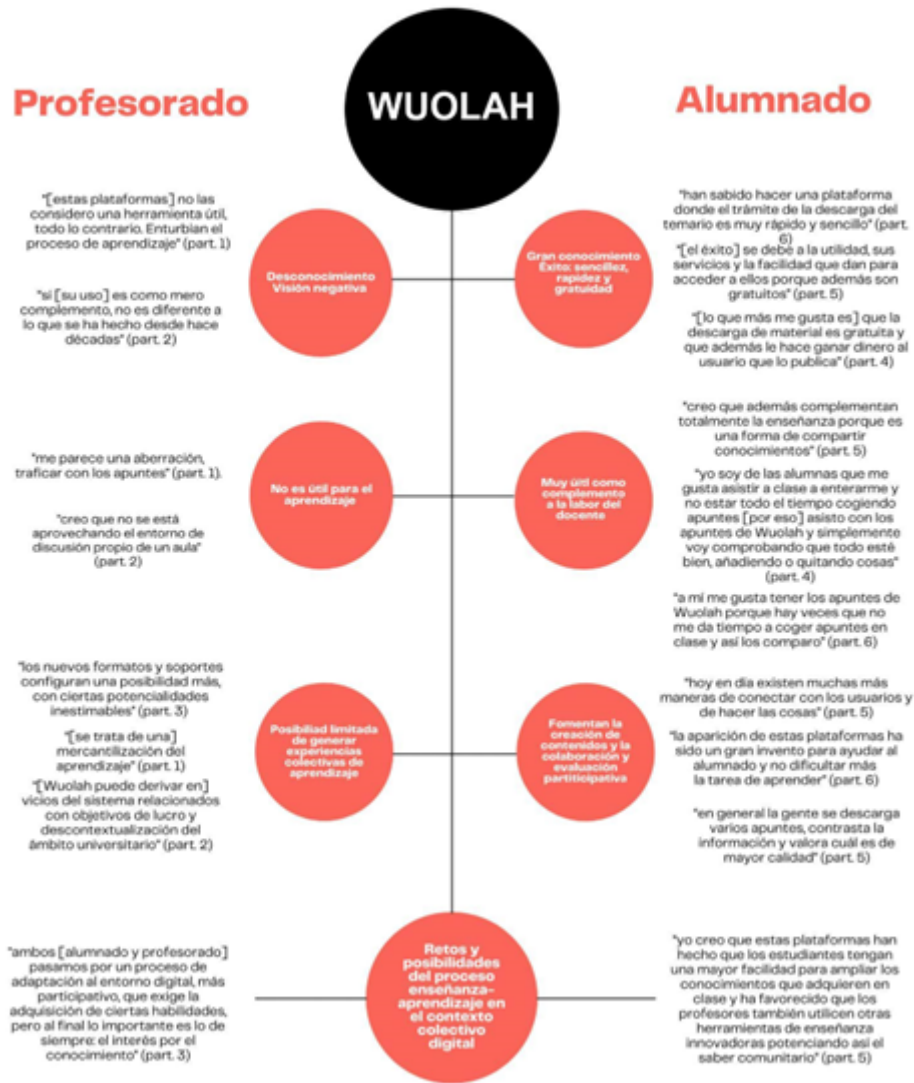 WUOLAH
Profesorado
Alumnado
"[estas plataformas] no las
considero una herramienta útil,
todo lo contrario. Enturbian el
proceso de aprendizaje" (part. 1)
"si [su uso] es como mero
complemento, no es diferente a
lo que se ha hecho desde hace
décadas" (part. 2)
Desconocimiento
Visión negativa
Gran conocimiento
Éxito: sencillez,
rapidez y
gratuidad
"han sabido hacer una plataforma
donde el trámite de la descarga del
temario es muy rápido y sencillo" (part.
6)
"[el éxito] se debe a la utilidad, sus
servicios y la facilidad que dan para
acceder a ellos porque además son
gratuitos" (part. 5)
"[lo que más me gusta es] que la
descarga de material es gratuita y
que además le hace ganar dinero al
usuario que lo publica" (part. 4)
"me parece una aberración,
traficar con los apuntes" (part. 1).
"creo que no se está
aprovechando el entorno de
discusión propio de un aula"
(part. 2)
No es útil para el
aprendizaje
Muy útil como
complemento
a la labor del
docente
"creo que además complementan
totalmente la enseñanza porque es
una forma de compartir
conocimientos" (part. 5)
"yo soy de las alumnas que me
gusta asistir a clase a enterarme y
no estar todo el tiempo cogiendo
apuntes [por eso] asisto con los
apuntes de Wuolah y simplemente
voy comprobando que todo esté
bien, añadiendo o quitando cosas"
(part. 4)
"a mi me gusta tener los apuntes de
Wuolah porque hay veces que no
me da tiempo a coger apuntes en
clase y así los comparo" (part. 6)
"los nuevos formatos y soportes
configuran una posibilidad más,
con ciertas potencialidades
inestimables" (part. 3)
"[se trata de una]
mercantilización del
aprendizaje" (part. 1)
"[Wuolah puede derivar en]
vicios del sistema relacionados
con objetivos de lucro y
descontextualización del
ámbito universitario" (part. 2)
Posibiliad limitada
de generar
experiencias
colectivas de
aprendizaje
Fomentan la
creación de
contenidos y la
colaboración y
evaluación
partiticipativa
"hoy en día existen muchas más
maneras de conectar con los usuarios y
de hacer las cosas" (part. 5)
"la aparición de estas plataformas ha
sido un gran invento para ayudar al
alumnado y no dificultar más
la tarea de aprender" (part. 6)
"en general la gente se descarga
varios apuntes, contrasta la
información y valora cuál es de
mayor calidad" (part. 5)
"ambos [alumnado y profesorado]
pasamos por un proceso de
adaptación al entorno digital, más
participativo, que exige la
adquisición de ciertas habilidades,
pero al final lo importante es lo de
siempre: el interés por el
conocimiento" (part. 3)
Retos y
posibilidades
del proceso
enseñanza-
aprendizaje en
el contexto
colectivo
digital
"yo creo que estas plataformas han
hecho que los estudiantes tengan
una mayor facilidad para ampliar los
conocimientos que adquieren en
clase y ha favorecido que los
profesores también utilicen otras
herramientas de enseñanza
innovadoras potenciando así el
saber comunitario" (part. 5)